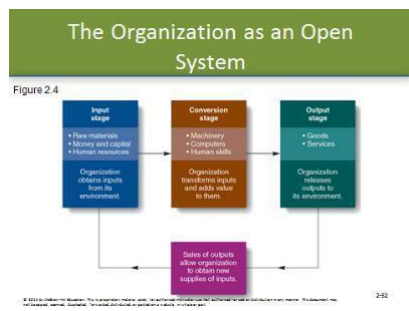 The Organization as an Open
System
Figure 2.4
Input
stage
• Raw materials
• Money and capital
• Human resources
Organization
obtains inputs
from its
environment.
Conversion
stage
• Machinery
• Computers
• Human skills
Organization
transforms inputs
and adds value
to them.
Output
stage
• Goods
• Services
Organization
releases
outputs to
its environment.
Sales of outputs
allow organization
to obtain new
supplies of inputs.
2-32